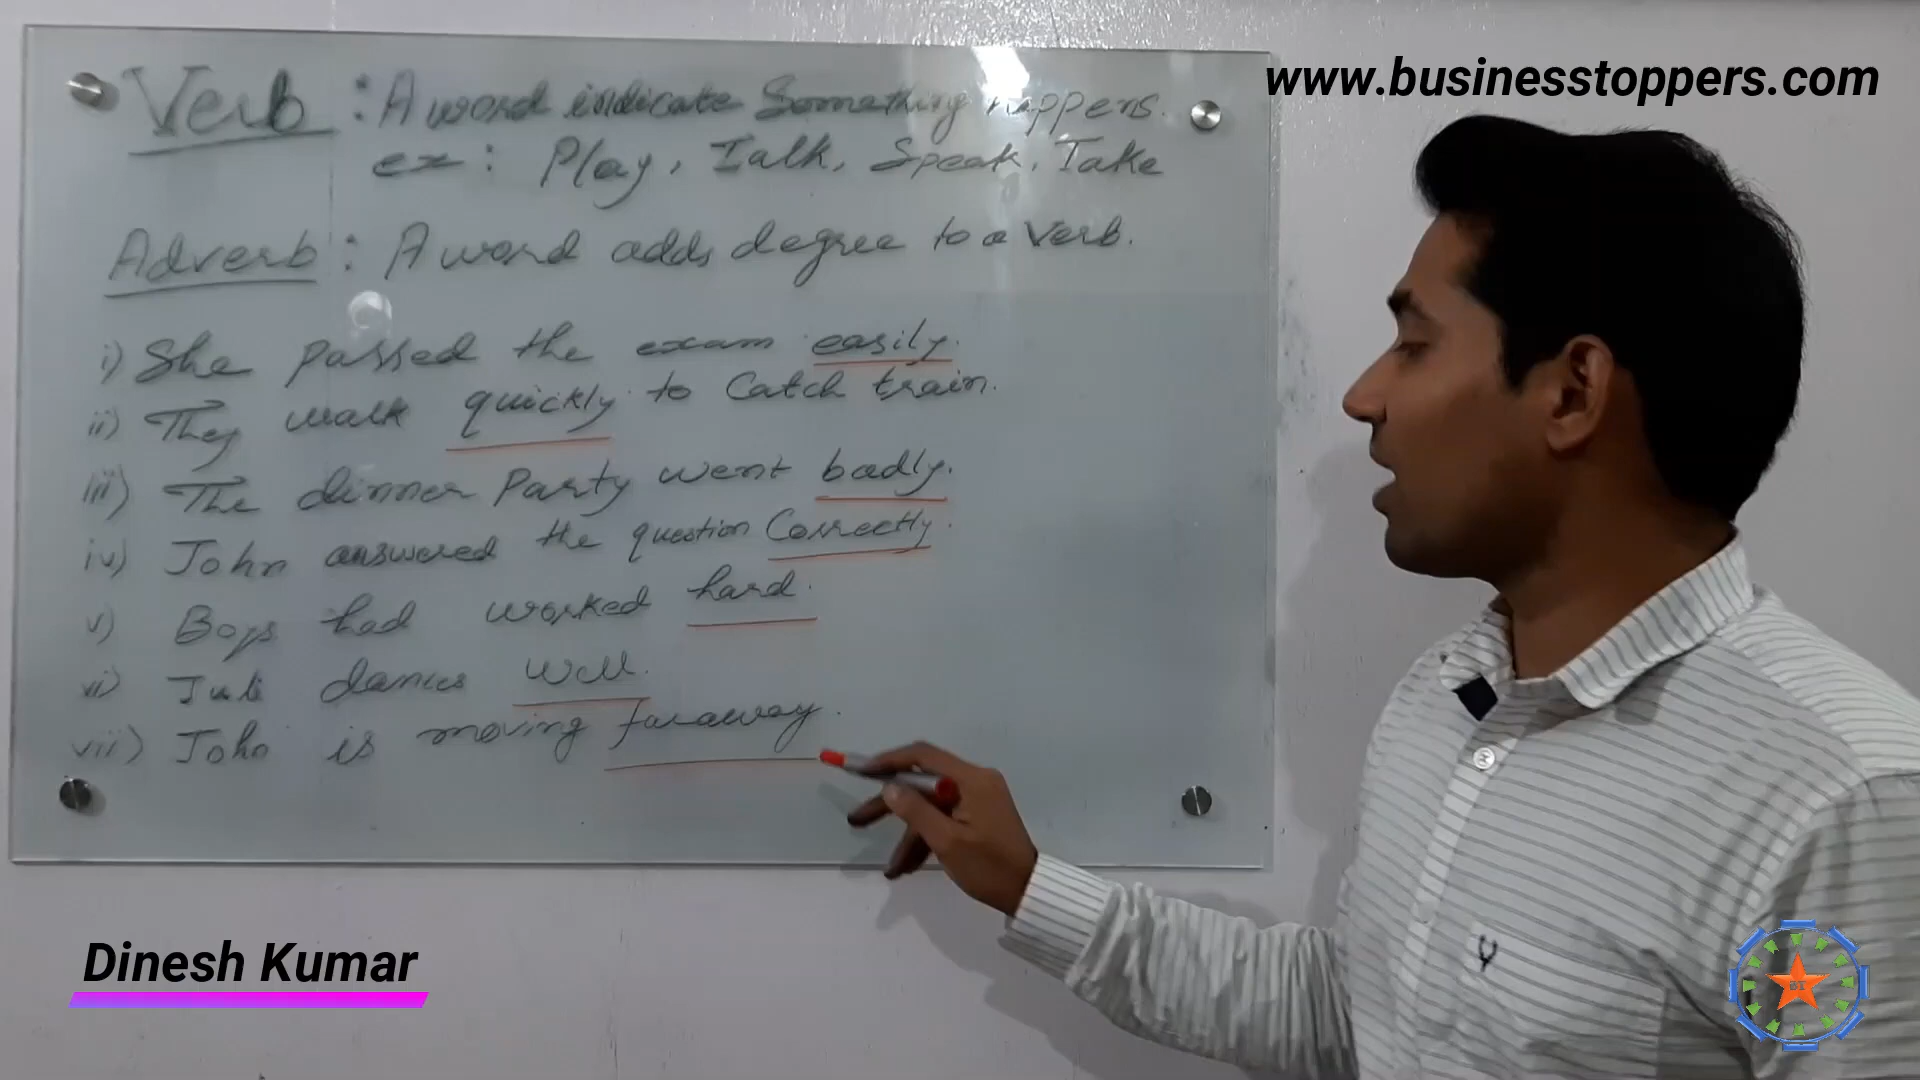 www.businesstoppers.com
Verb : A word indicate Something happens.
ex : Play, Talk, Speak, Take
Adverb : A word adds degree to a Verb.
i) She passed the exam easily.
ii) They walk quickly to Catch train.
iii) The dinner Party went badly.
iv) John answered the question Correctly.
v) Boys had worked hard.
vi) Juli dances well.
vii) John is moving faraway.
Dinesh Kumar
BT